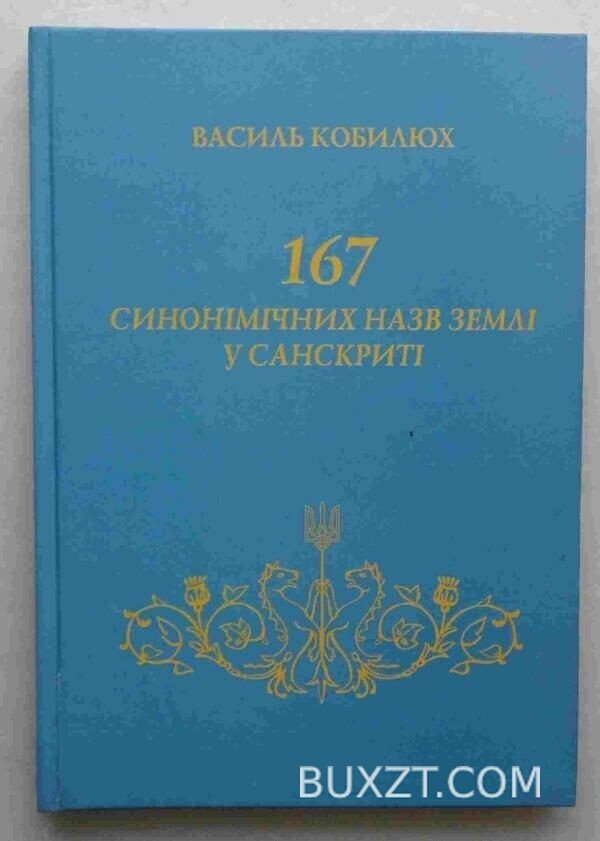 ВАСИЛЬ КОБИЛЮХ
167
СИНОНІМІЧНИХ НАЗВ ЗЕМЛІ
У САНСКРИТІ
BUXZT.COM